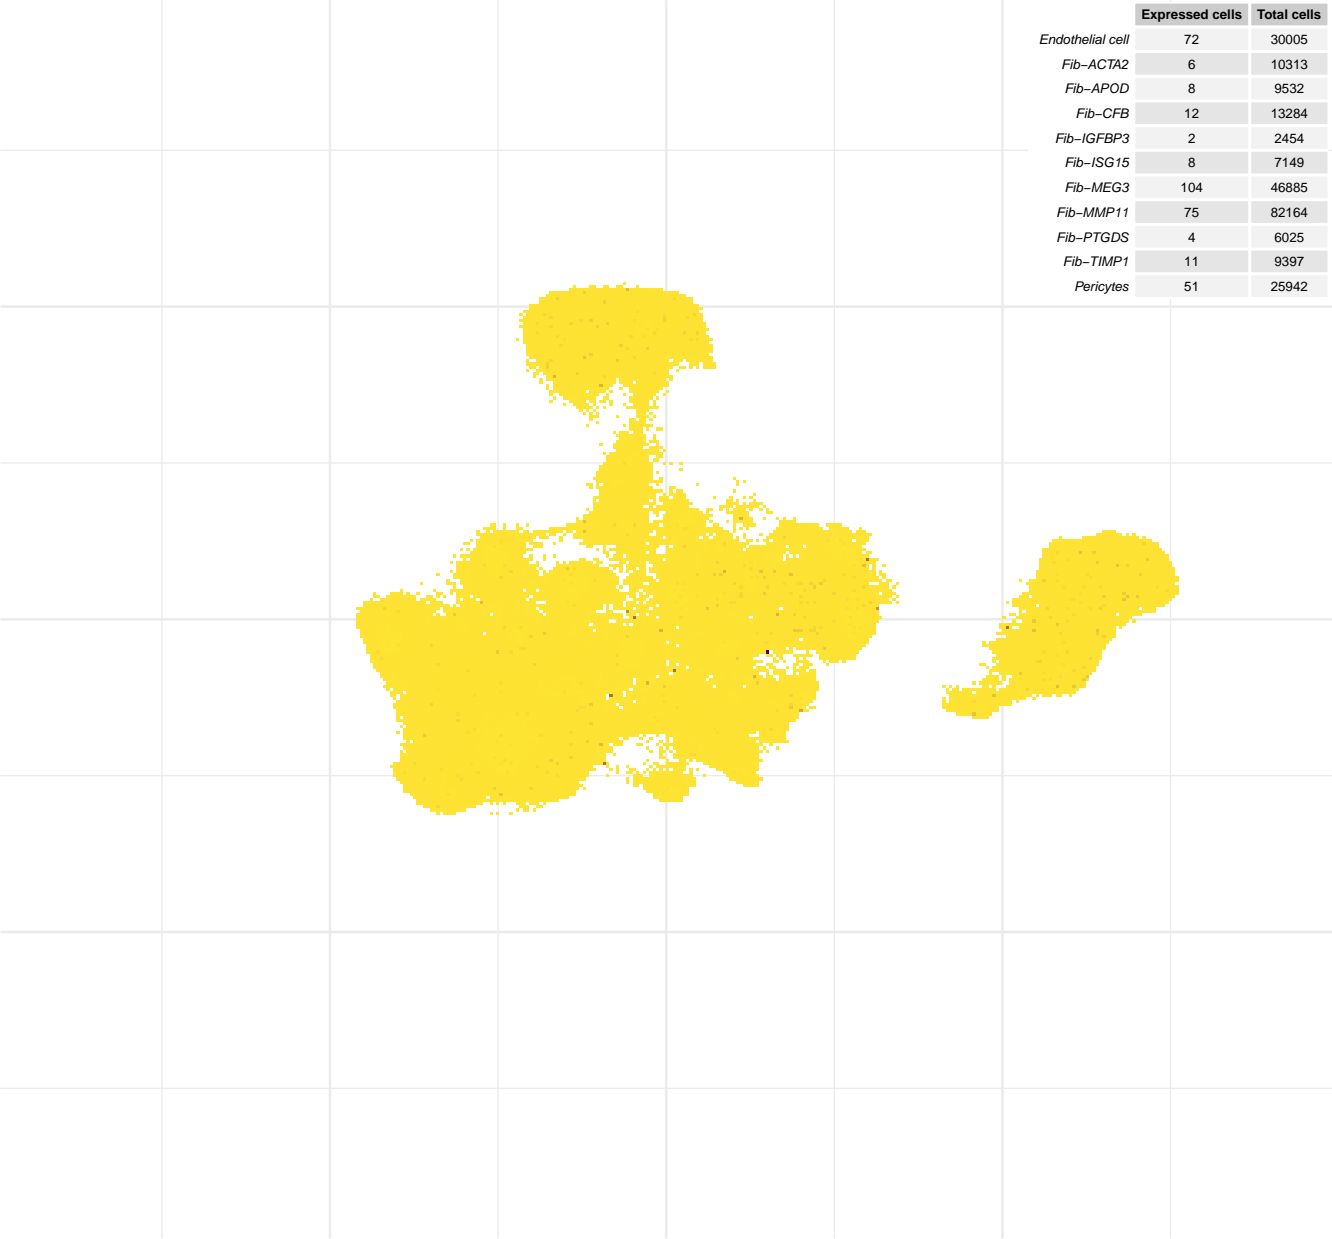 Expressed cells Total cells
Endothelial cell 72 30005
Fib−ACTA2 6 10313
Fib−APOD 8 9532
Fib−CFB 12 13284
Fib−IGFBP3 2 2454
Fib−ISG15 8 7149
Fib−MEG3 104 46885
Fib−MMP11 75 82164
Fib−PTGDS 4 6025
Fib−TIMP1 11 9397
Pericytes 51 25942